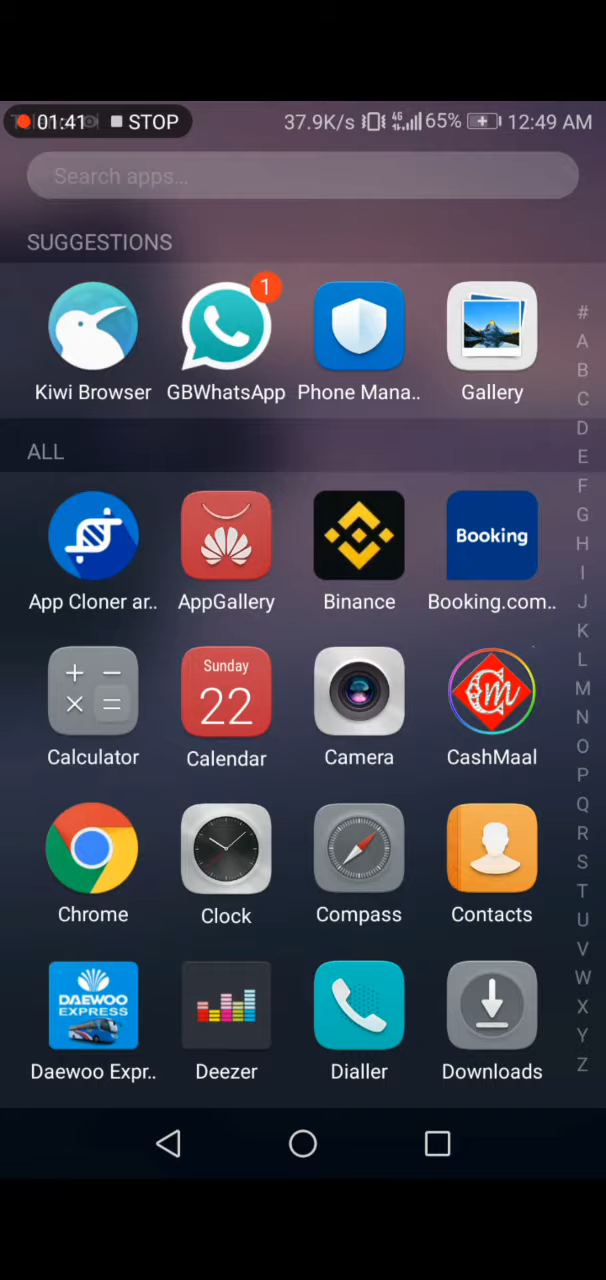 01:41 STOP 37.9K/s 4G 65% 12:49 AM
Search apps...
SUGGESTIONS
1
Kiwi Browser GBWhatsApp Phone Mana.. Gallery
ALL
Booking
App Cloner ar.. AppGallery Binance Booking.com..
Sunday
22
+ − × =
Cm
Calculator Calendar Camera CashMaal
Chrome Clock Compass Contacts
DAEWOO
EXPRESS
Daewoo Expr.. Deezer Dialler Downloads
#
A
B
C
D
E
F
G
H
I
J
K
L
M
N
O
P
Q
R
S
T
U
V
W
X
Y
Z